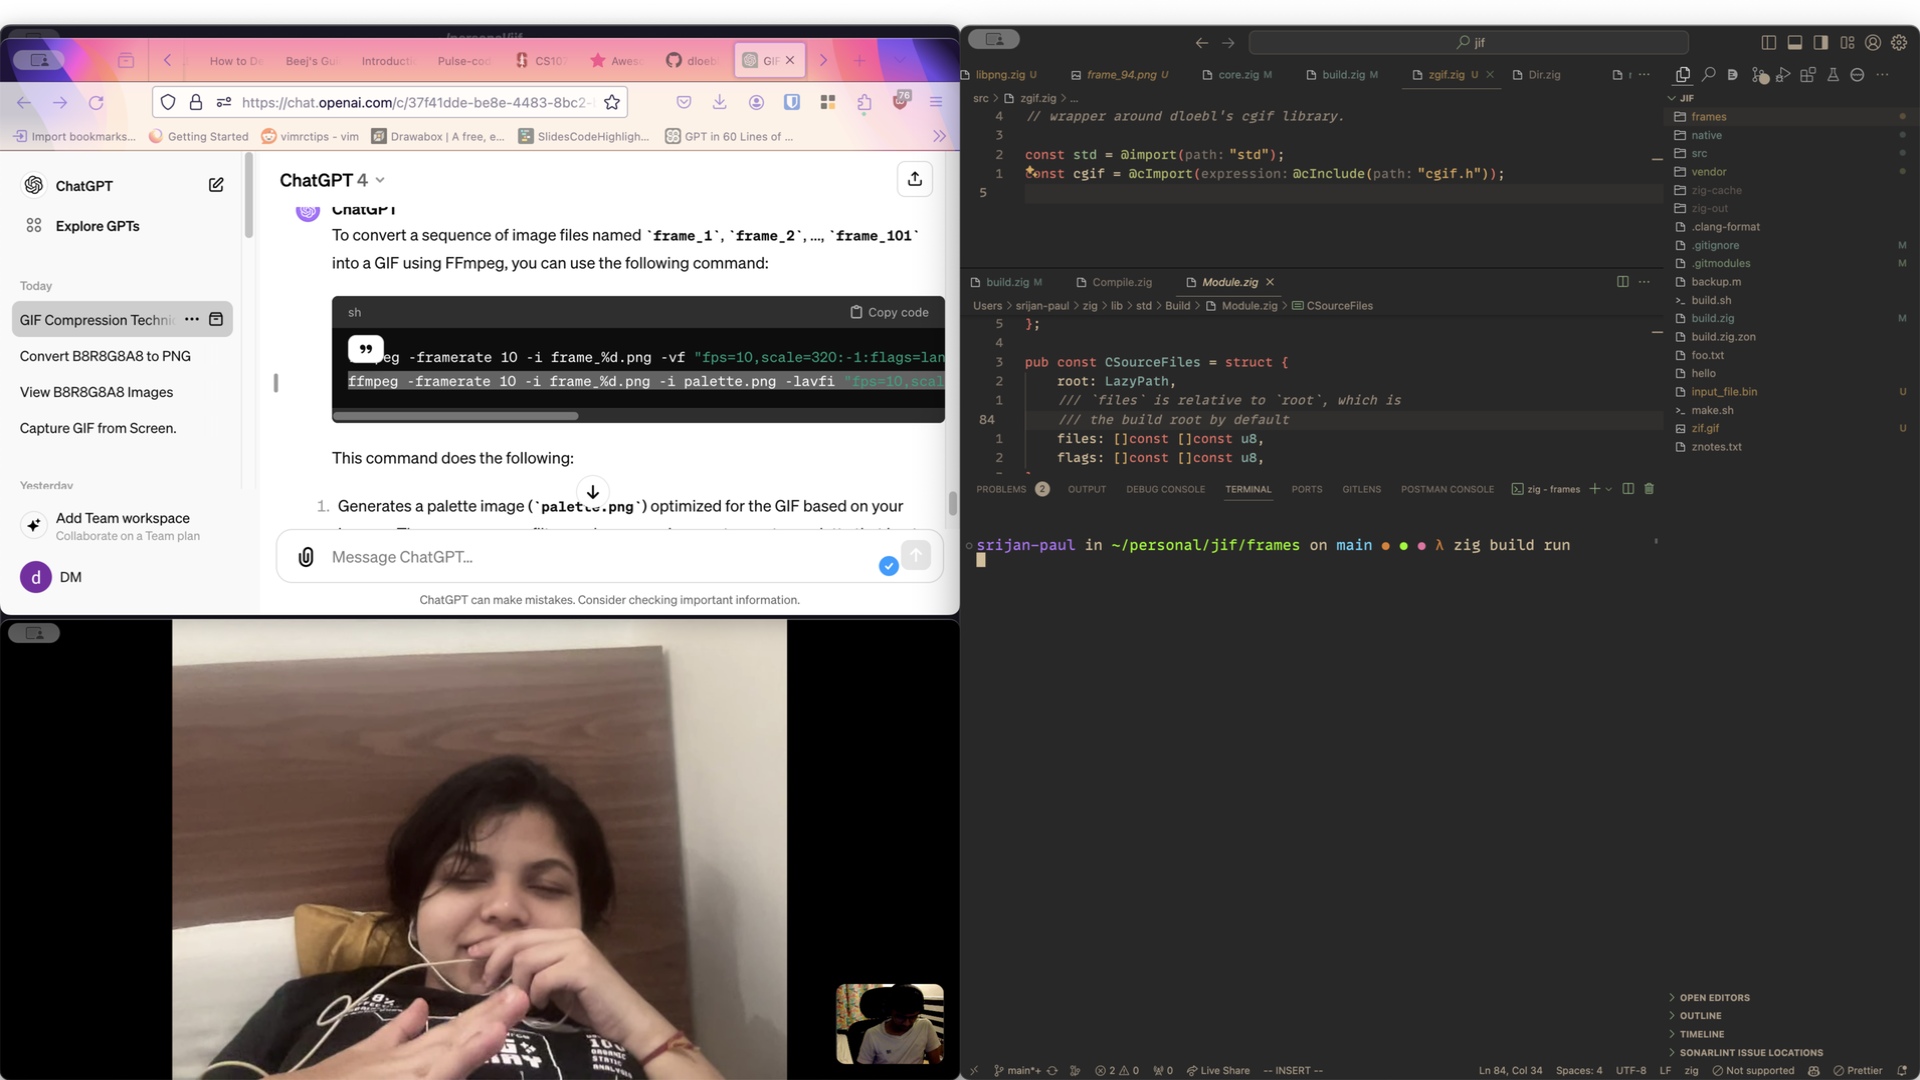 How to De
Beej's Gui
Introducti
Pulse-cod
CS107
Aweso
dloebl
GIF
https://chat.openai.com/c/37f41dde-be8e-4483-8bc2-
76
Import bookmarks...
Getting Started
vimrctips - vim
Drawabox | A free, e...
SlidesCodeHighligh...
GPT in 60 Lines of ...
ChatGPT
Explore GPTs
Today
GIF Compression Technic
Convert B8R8G8A8 to PNG
View B8R8G8A8 Images
Capture GIF from Screen.
Yesterday
Add Team workspace
Collaborate on a Team plan
d
DM
ChatGPT 4
ChatGPT
To convert a sequence of image files named `frame_1`, `frame_2`, ..., `frame_101`
into a GIF using FFmpeg, you can use the following command:
sh
Copy code
eg -framerate 10 -i frame_%d.png -vf "fps=10,scale=320:-1:flags=lan
ffmpeg -framerate 10 -i frame_%d.png -i palette.png -lavfi "fps=10,scal
This command does the following:
1. Generates a palette image (`palette.png`) optimized for the GIF based on your
Message ChatGPT...
ChatGPT can make mistakes. Consider checking important information.
jif
libpng.zig U
frame_94.png U
core.zig M
build.zig M
zgif.zig U
Dir.zig
src > zgif.zig > ...
4 // wrapper around dloebl's cgif library.
3
2 const std = @import(path: "std");
1 const cgif = @cImport(expression: @cInclude(path: "cgif.h"));
5
build.zig M
Compile.zig
Module.zig
Users > srijan-paul > zig > lib > std > Build > Module.zig > CSourceFiles
5 };
4
3 pub const CSourceFiles = struct {
2 root: LazyPath,
1 /// `files` is relative to `root`, which is
84 /// the build root by default
1 files: []const []const u8,
2 flags: []const []const u8,
PROBLEMS 2
OUTPUT
DEBUG CONSOLE
TERMINAL
PORTS
GITLENS
POSTMAN CONSOLE
zig - frames
srijan-paul in ~/personal/jif/frames on main λ zig build run
JIF
frames
native
src
vendor
zig-cache
zig-out
.clang-format
.gitignore M
.gitmodules M
backup.m
build.sh
build.zig M
build.zig.zon
foo.txt
hello
input_file.bin U
make.sh
zif.gif U
znotes.txt
OPEN EDITORS
OUTLINE
TIMELINE
SONARLINT ISSUE LOCATIONS
main*+
2 0
0
Live Share
-- INSERT --
Ln 84, Col 34
Spaces: 4
UTF-8
LF
zig
Not supported
Prettier